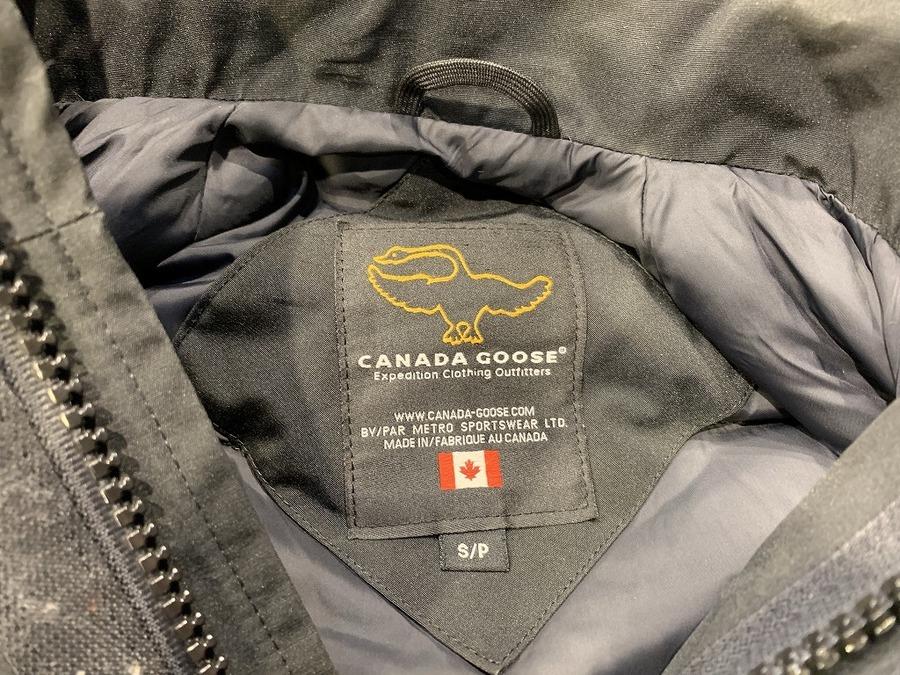 CANADA GOOSE®
Expedition Clothing Outfitters
WWW.CANADA-GOOSE.COM
BY/PAR METRO SPORTSWEAR LTD.
MADE IN/FABRIQUE AU CANADA
S/P